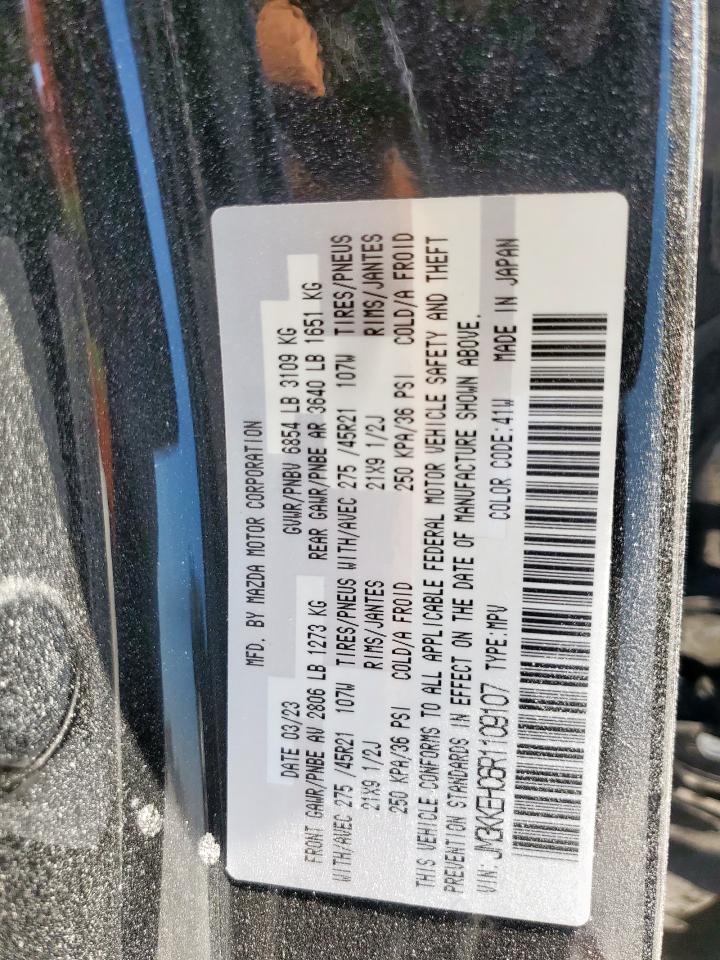 MFD. BY MAZDA MOTOR CORPORATION
DATE 03/23 GVWR/PNBV 6854 LB 3109 KG
FRONT GAWR/PNBE AV 2806 LB 1273 KG REAR GAWR/PNBE AR 3640 LB 1651 KG
WITH/AVEC 275 /45R21 107W TIRES/PNEUS WITH/AVEC 275 /45R21 107W TIRES/PNEUS
21X9 1/2J RIMS/JANTES 21X9 1/2J RIMS/JANTES
250 KPA/36 PSI COLD/A FROID 250 KPA/36 PSI COLD/A FROID
THIS VEHICLE CONFORMS TO ALL APPLICABLE FEDERAL MOTOR VEHICLE SAFETY AND THEFT
PREVENTION STANDARDS IN EFFECT ON THE DATE OF MANUFACTURE SHOWN ABOVE.
VIN: JM3KKEHD6R1109107 TYPE:MPV COLOR CODE:41W MADE IN JAPAN